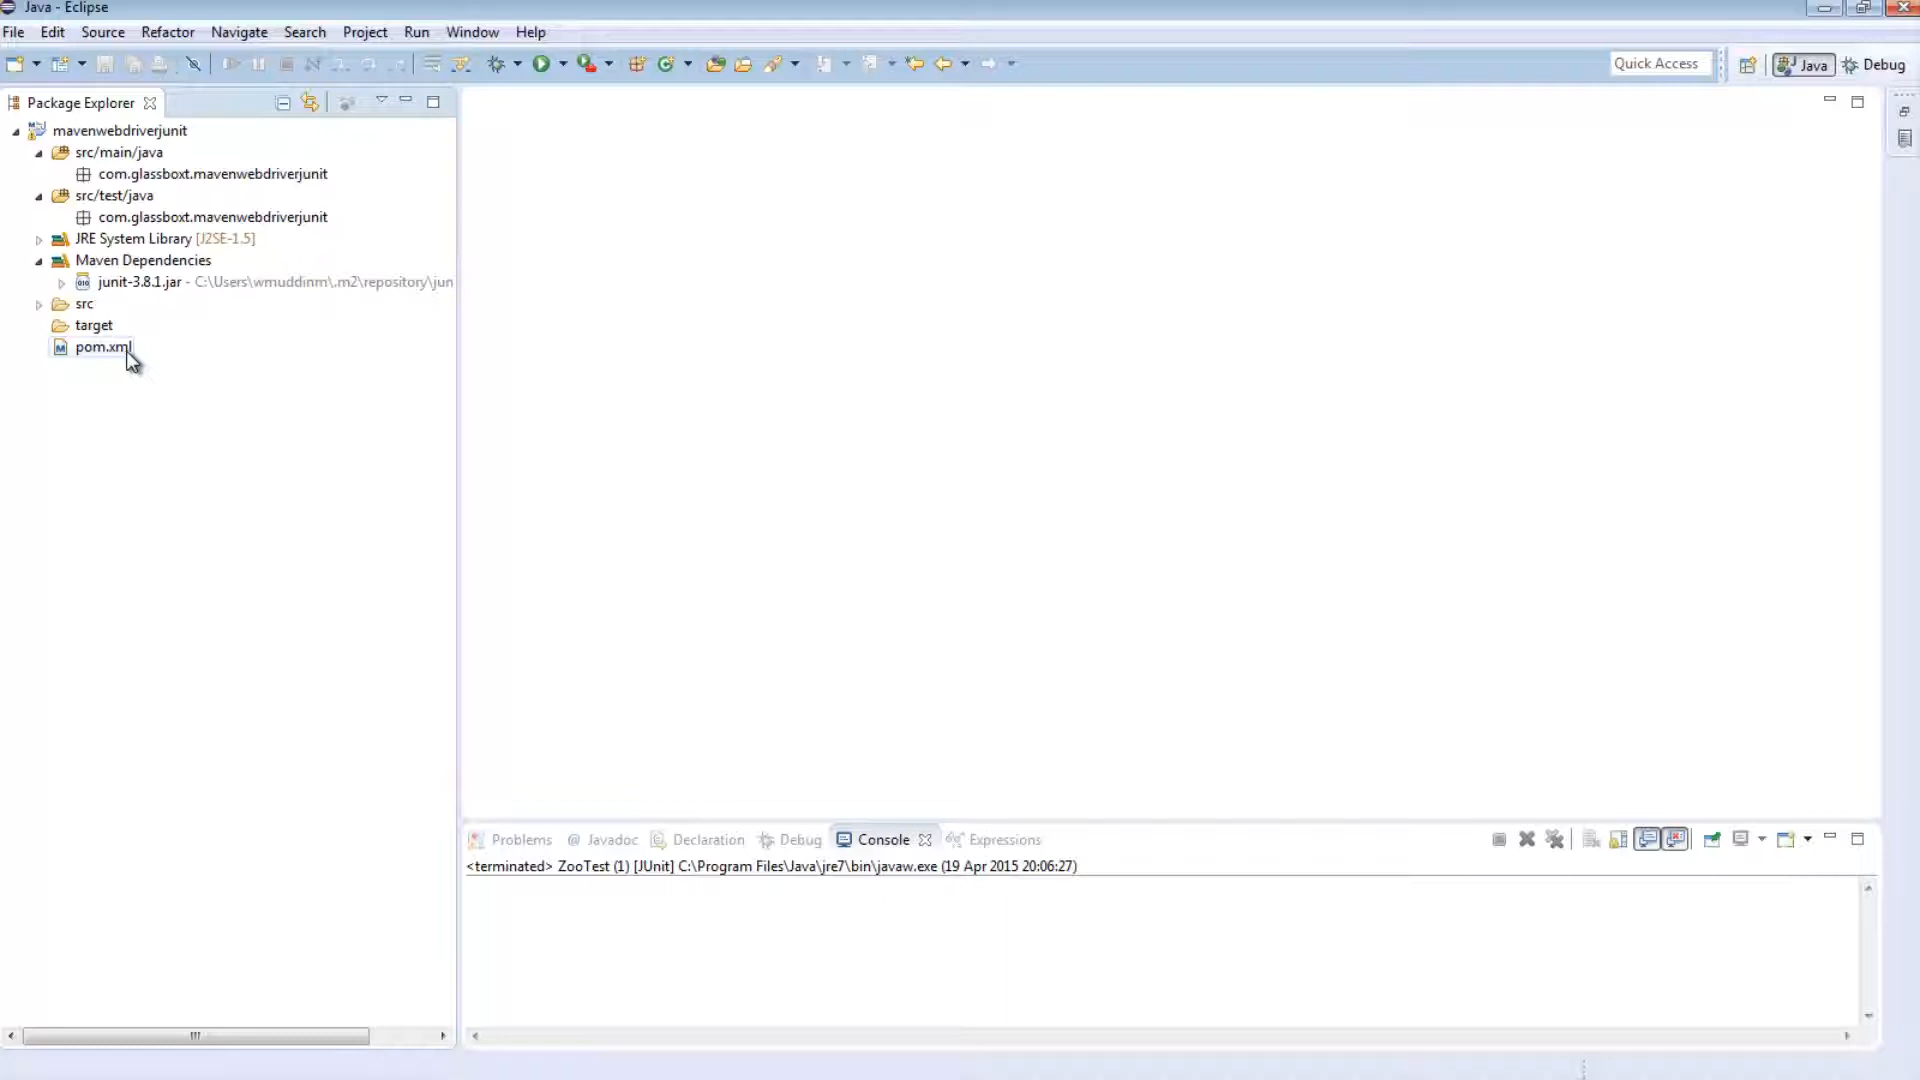 Java - Eclipse
File Edit Source Refactor Navigate Search Project Run Window Help
Quick Access Java Debug
Package Explorer
mavenwebdriverjunit
src/main/java
com.glassboxt.mavenwebdriverjunit
src/test/java
com.glassboxt.mavenwebdriverjunit
JRE System Library [J2SE-1.5]
Maven Dependencies
junit-3.8.1.jar - C:\Users\wmuddinm\.m2\repository\jun
src
target
pom.xml
Problems @ Javadoc Declaration Debug Console Expressions
<terminated> ZooTest (1) [JUnit] C:\Program Files\Java\jre7\bin\javaw.exe (19 Apr 2015 20:06:27)